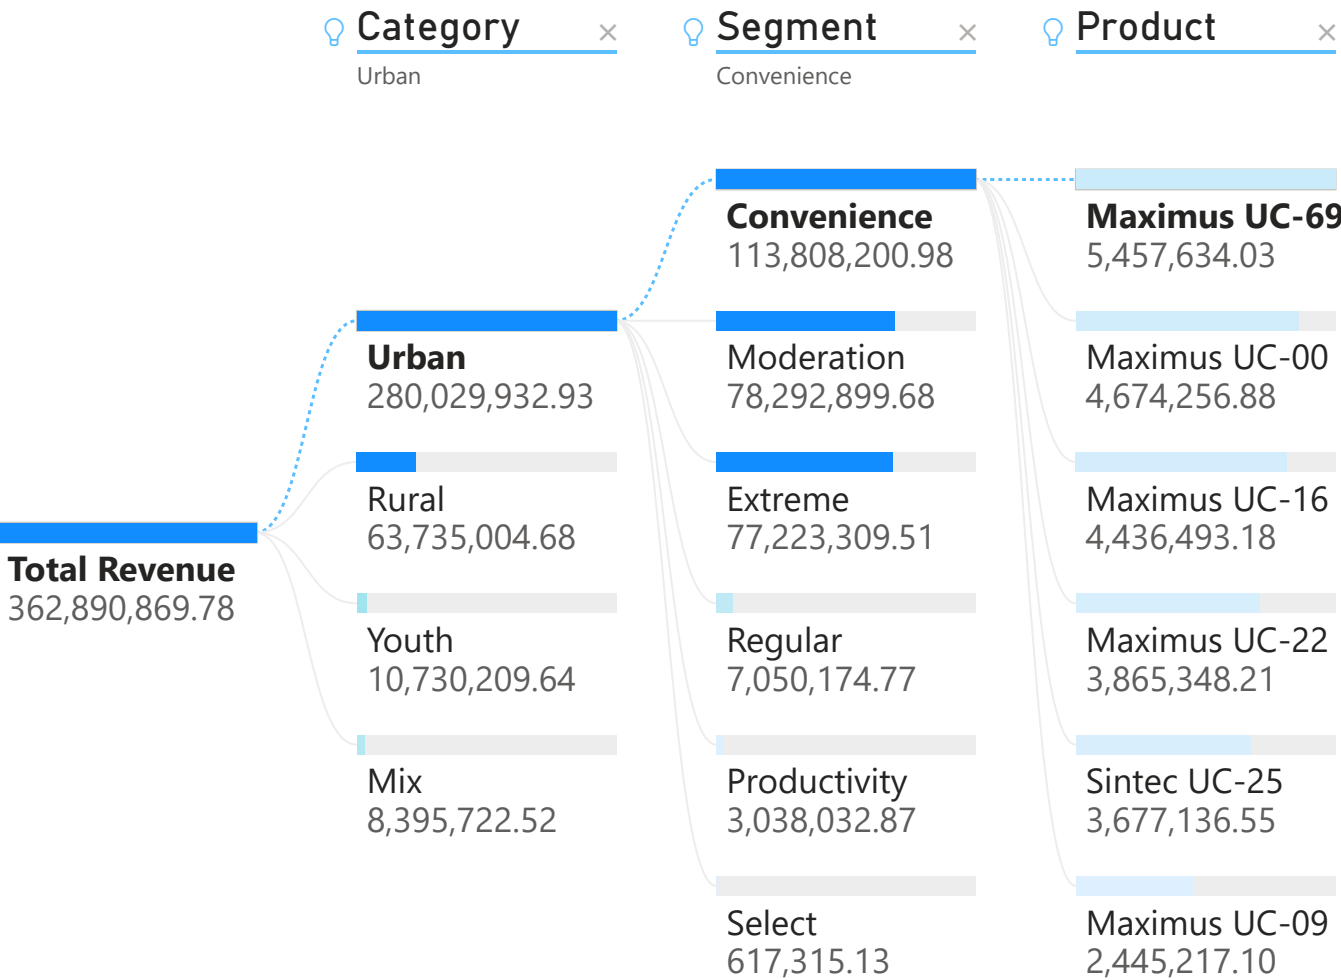 Category
Segment
Product
Urban
Convenience
Total Revenue
362,890,869.78
Urban
280,029,932.93
Rural
63,735,004.68
Youth
10,730,209.64
Mix
8,395,722.52
Convenience
113,808,200.98
Moderation
78,292,899.68
Extreme
77,223,309.51
Regular
7,050,174.77
Productivity
3,038,032.87
Select
617,315.13
Maximus UC-69
5,457,634.03
Maximus UC-00
4,674,256.88
Maximus UC-16
4,436,493.18
Maximus UC-22
3,865,348.21
Sintec UC-25
3,677,136.55
Maximus UC-09
2,445,217.10